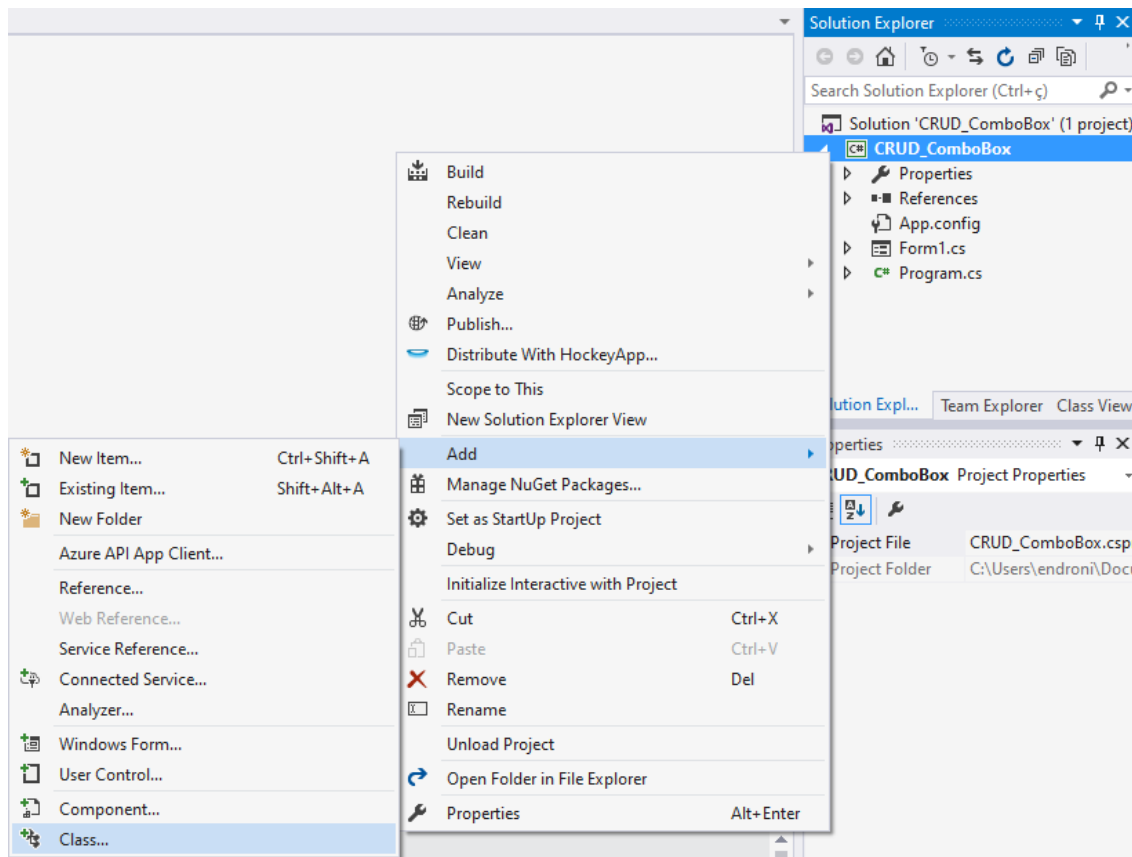 Solution Explorer
Search Solution Explorer (Ctrl+ç)
Solution 'CRUD_ComboBox' (1 project)
C# CRUD_ComboBox
Properties
References
App.config
Form1.cs
C# Program.cs
Build
Rebuild
Clean
View
Analyze
Publish...
Distribute With HockeyApp...
Scope to This
New Solution Explorer View
Add
Manage NuGet Packages...
Set as StartUp Project
Debug
Initialize Interactive with Project
Cut Ctrl+X
Paste Ctrl+V
Remove Del
Rename
Unload Project
Open Folder in File Explorer
Properties Alt+Enter
New Item... Ctrl+Shift+A
Existing Item... Shift+Alt+A
New Folder
Azure API App Client...
Reference...
Web Reference...
Service Reference...
Connected Service...
Analyzer...
Windows Form...
User Control...
Component...
Class...
lution Expl... Team Explorer Class View
operties
RUD_ComboBox Project Properties
Project File CRUD_ComboBox.csp
Project Folder C:\Users\endroni\Docu